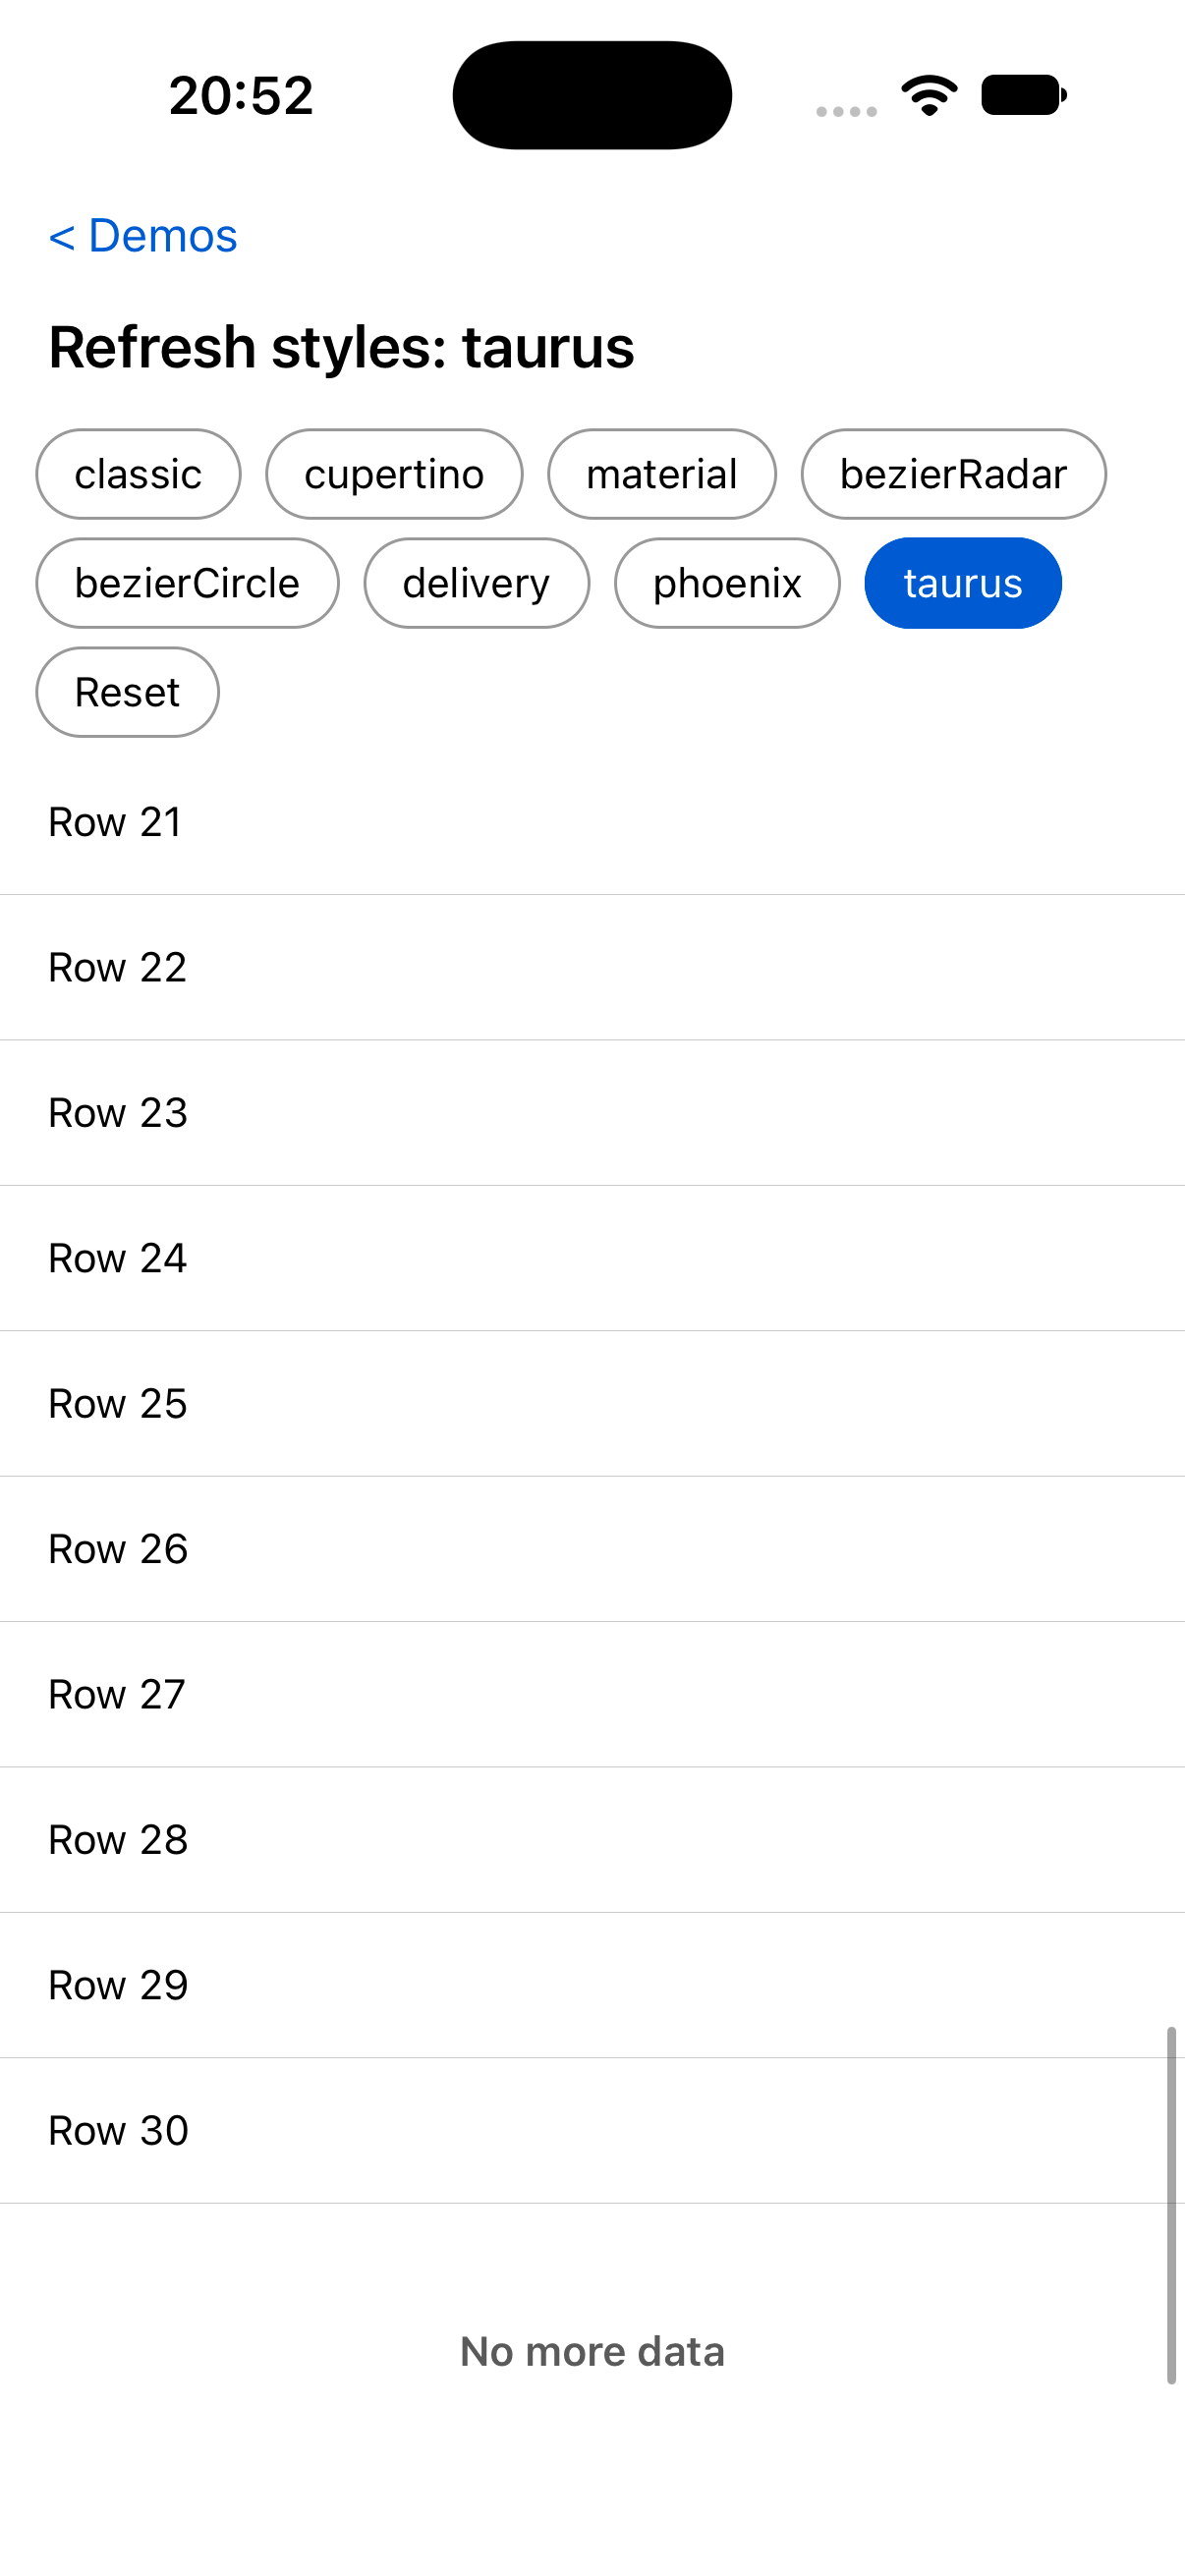 20:52
< Demos
Refresh styles: taurus
classic cupertino material bezierRadar
bezierCircle delivery phoenix taurus
Reset
Row 21
Row 22
Row 23
Row 24
Row 25
Row 26
Row 27
Row 28
Row 29
Row 30
No more data